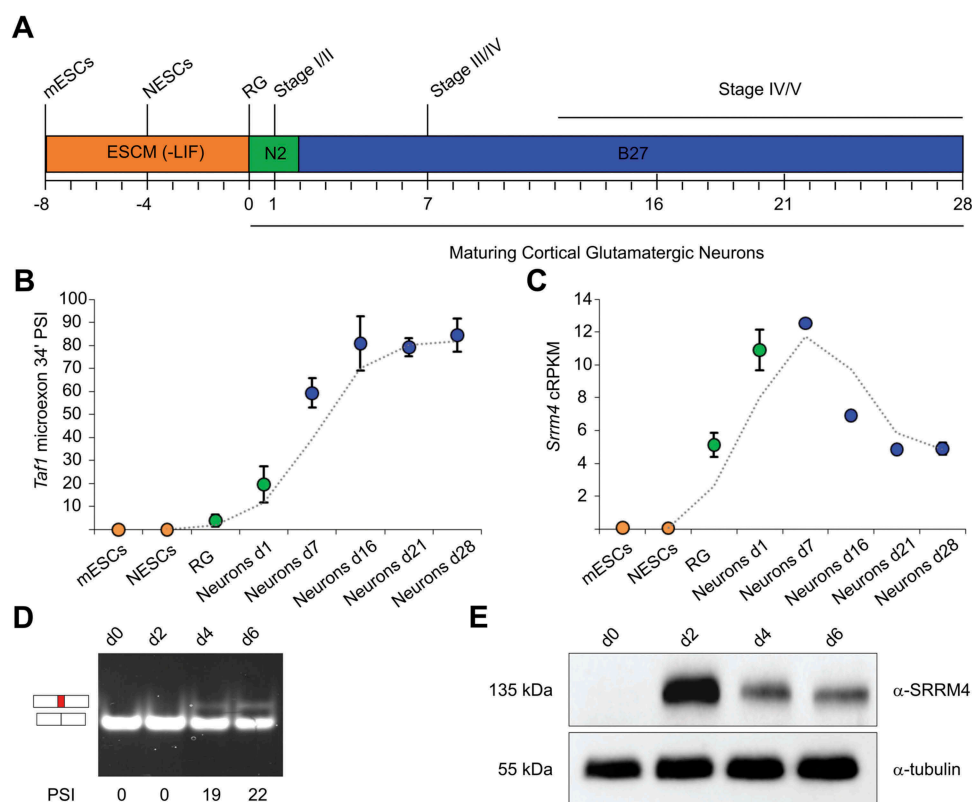 A
mESCs
NESCs
RG
Stage I/II
Stage III/IV
Stage IV/V
ESCM (-LIF)
N2
B27
-8
-4
0
1
7
16
21
28
Maturing Cortical Glutamatergic Neurons
B
Taf1 microexon 34' PSI
100
90
80
70
60
50
40
30
20
10
mESCs
NESCs
RG
Neurons d1
Neurons d7
Neurons d16
Neurons d21
Neurons d28
C
Srrm4 cRPKM
14
12
10
8
6
4
2
mESCs
NESCs
RG
Neurons d1
Neurons d7
Neurons d16
Neurons d21
Neurons d28
D
d0
d2
d4
d6
PSI
0
0
19
22
E
d0
d2
d4
d6
135 kDa
α-SRRM4
55 kDa
α-tubulin